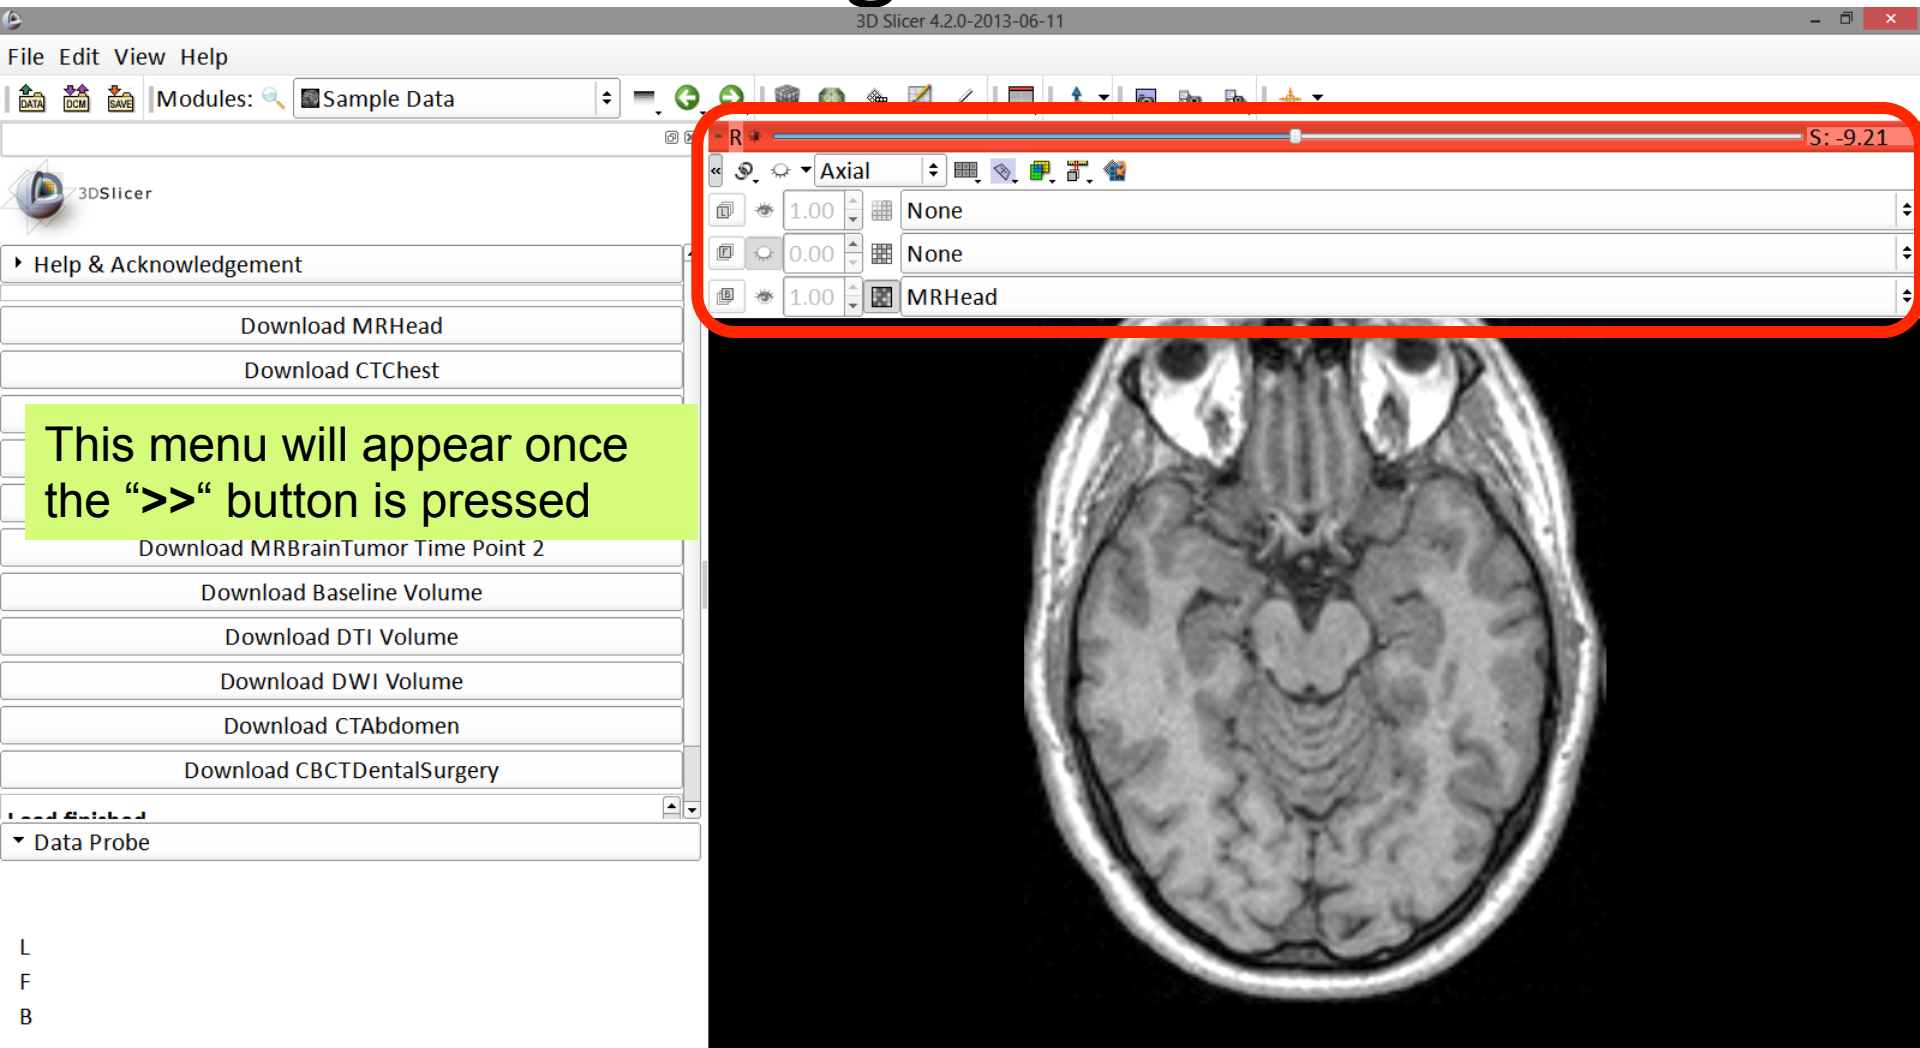 3D Slicer 4.2.0-2013-06-11
File Edit View Help
DATA DCM SAVE Modules: Sample Data
R S: -9.21
« Axial
3DSlicer
L 1.00 None
F 0.00 None
B 1.00 MRHead
Help & Acknowledgement
Download MRHead
Download CTChest
This menu will appear once
the “>>“ button is pressed
Download MRBrainTumor Time Point 2
Download Baseline Volume
Download DTI Volume
Download DWI Volume
Download CTAbdomen
Download CBCTDentalSurgery
Load finished
Data Probe
L
F
B